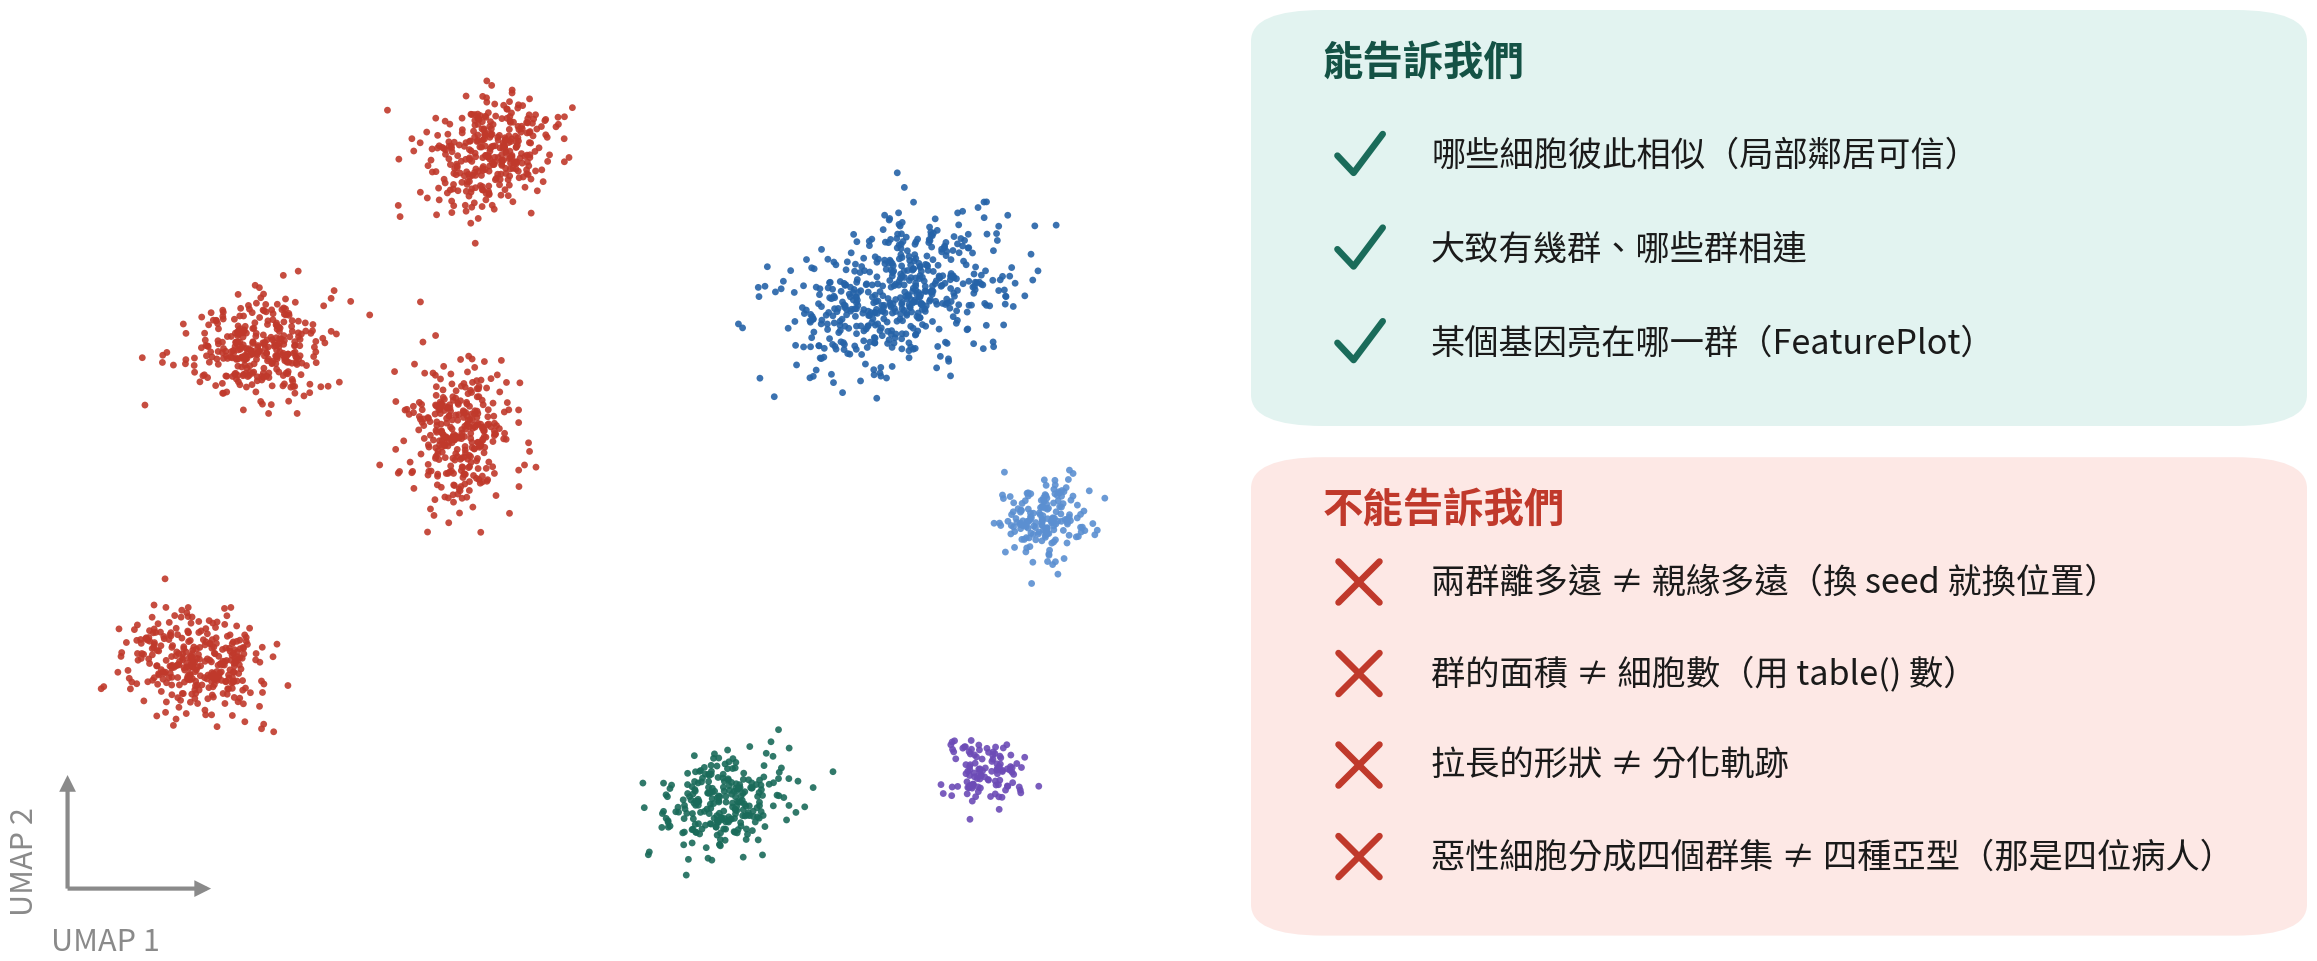 能告訴我們
哪些細胞彼此相似（局部鄰居可信）
大致有幾群、哪些群相連
某個基因亮在哪一群（FeaturePlot）
不能告訴我們
兩群離多遠 ≠ 親緣多遠（換 seed 就換位置）
群的面積 ≠ 細胞數（用 table() 數）
拉長的形狀 ≠ 分化軌跡
惡性細胞分成四個群集 ≠ 四種亞型（那是四位病人）
UMAP 2
UMAP 1